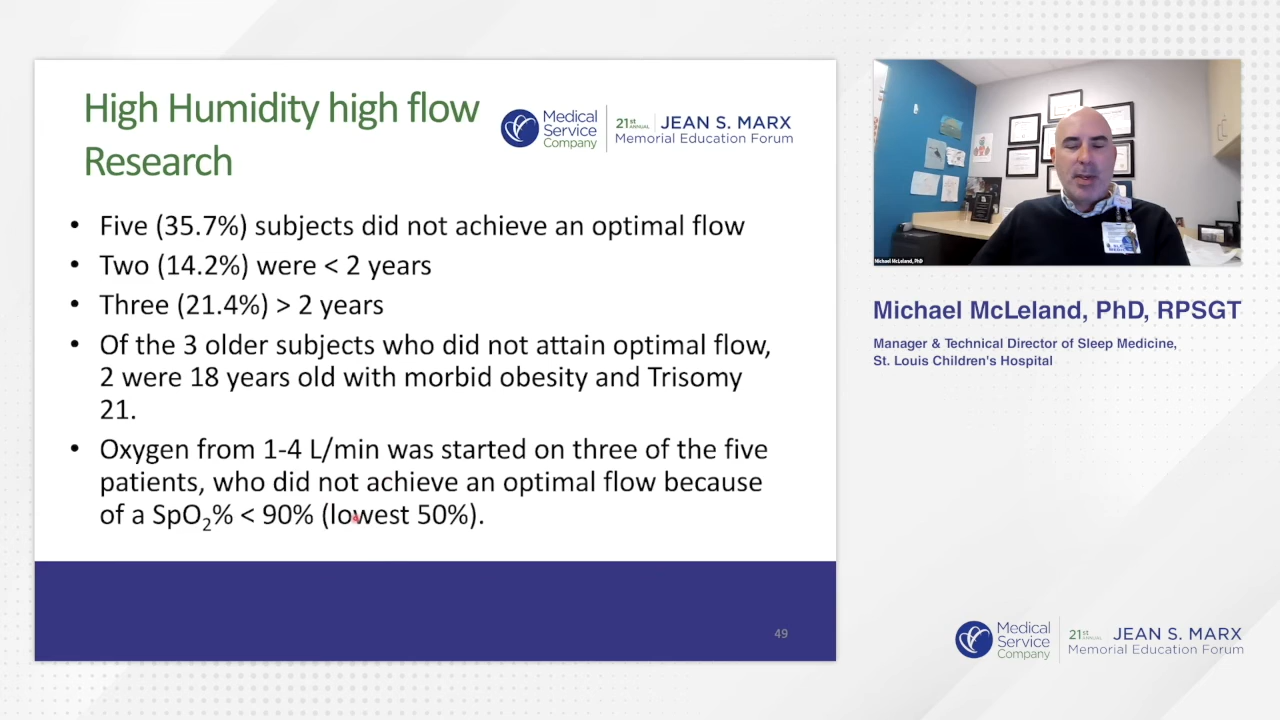 High Humidity high flow
Research
Medical
Service
Company
21st
ANNUAL
JEAN S. MARX
Memorial Education Forum
• Five (35.7%) subjects did not achieve an optimal flow
• Two (14.2%) were < 2 years
• Three (21.4%) > 2 years
• Of the 3 older subjects who did not attain optimal flow,
2 were 18 years old with morbid obesity and Trisomy
21.
• Oxygen from 1-4 L/min was started on three of the five
patients, who did not achieve an optimal flow because
of a SpO₂% < 90% (lowest 50%).
49
Michael McLeland, PhD
Michael McLeland, PhD, RPSGT
Manager & Technical Director of Sleep Medicine,
St. Louis Children's Hospital
Medical
Service
Company
21st
ANNUAL
JEAN S. MARX
Memorial Education Forum